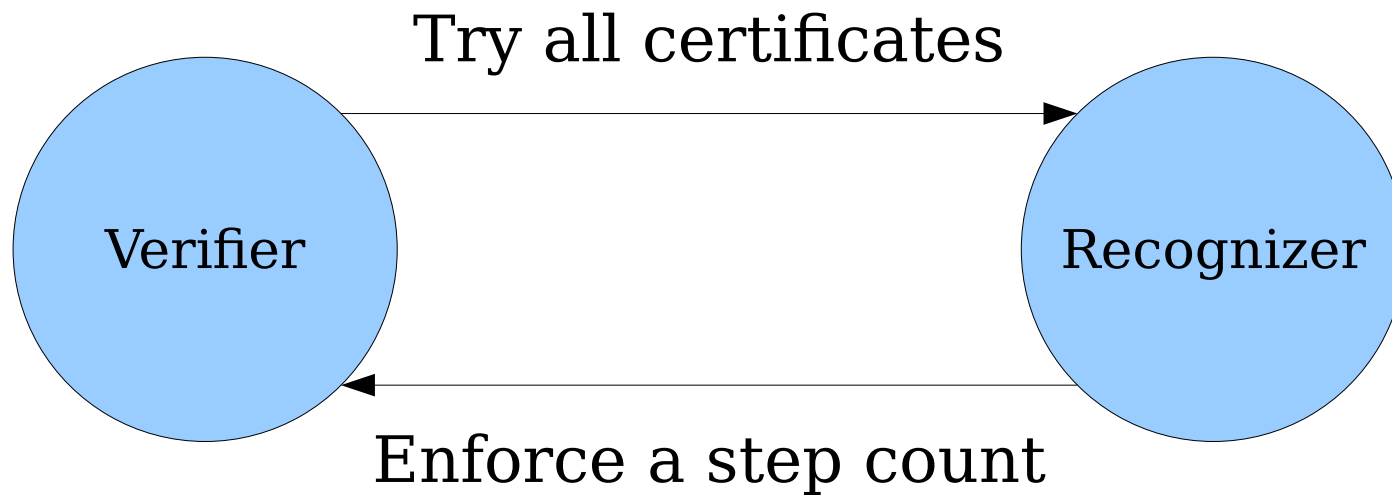 Try all certificates
Verifier
Recognizer
Enforce a step count